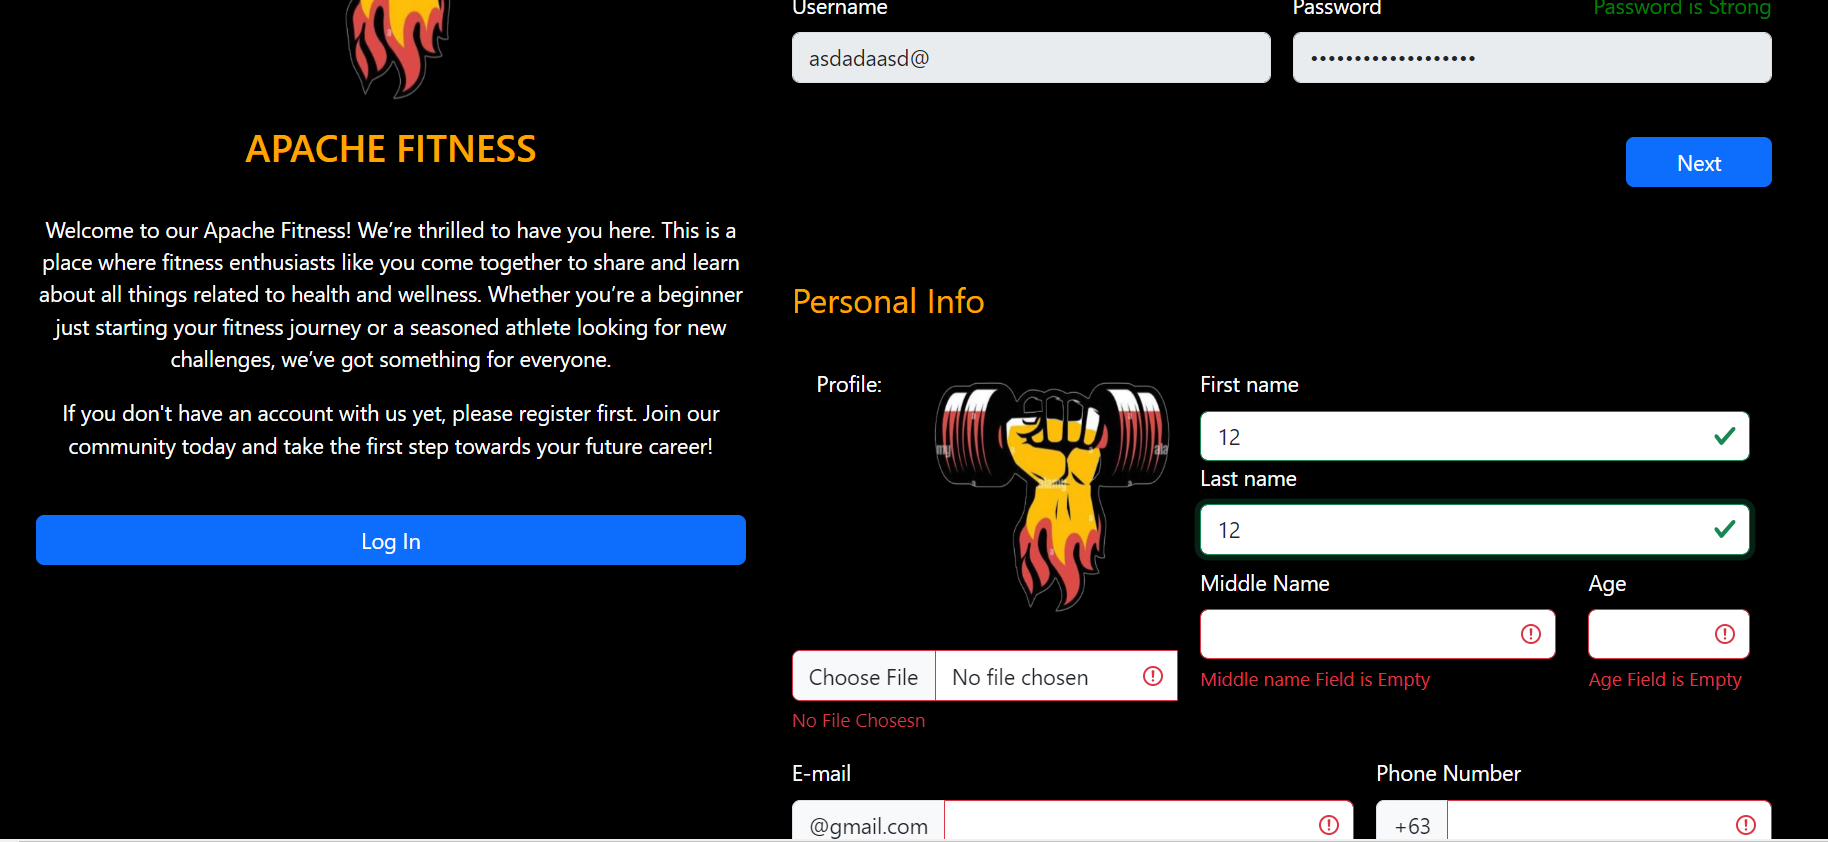 APACHE FITNESS
Welcome to our Apache Fitness! We’re thrilled to have you here. This is a
place where fitness enthusiasts like you come together to share and learn
about all things related to health and wellness. Whether you’re a beginner
just starting your fitness journey or a seasoned athlete looking for new
challenges, we’ve got something for everyone.
If you don't have an account with us yet, please register first. Join our
community today and take the first step towards your future career!
Log In
Username
Password
Password is Strong
asdadaasd@
Next
Personal Info
Profile:
First name
12
Last name
12
Middle Name
Age
Middle name Field is Empty
Age Field is Empty
Choose File
No file chosen
No File Chosesn
E-mail
Phone Number
@gmail.com
+63